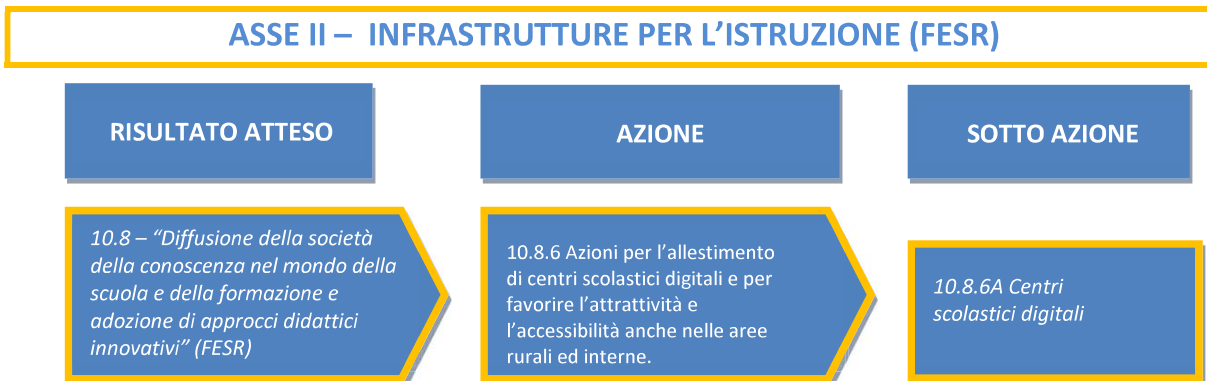 ASSE II – INFRASTRUTTURE PER L’ISTRUZIONE (FESR)
RISULTATO ATTESO
AZIONE
SOTTO AZIONE
10.8 – “Diffusione della società
della conoscenza nel mondo della
scuola e della formazione e
adozione di approcci didattici
innovativi” (FESR)
10.8.6 Azioni per l’allestimento
di centri scolastici digitali e per
favorire l’attrattività e
l’accessibilità anche nelle aree
rurali ed interne.
10.8.6A Centri
scolastici digitali